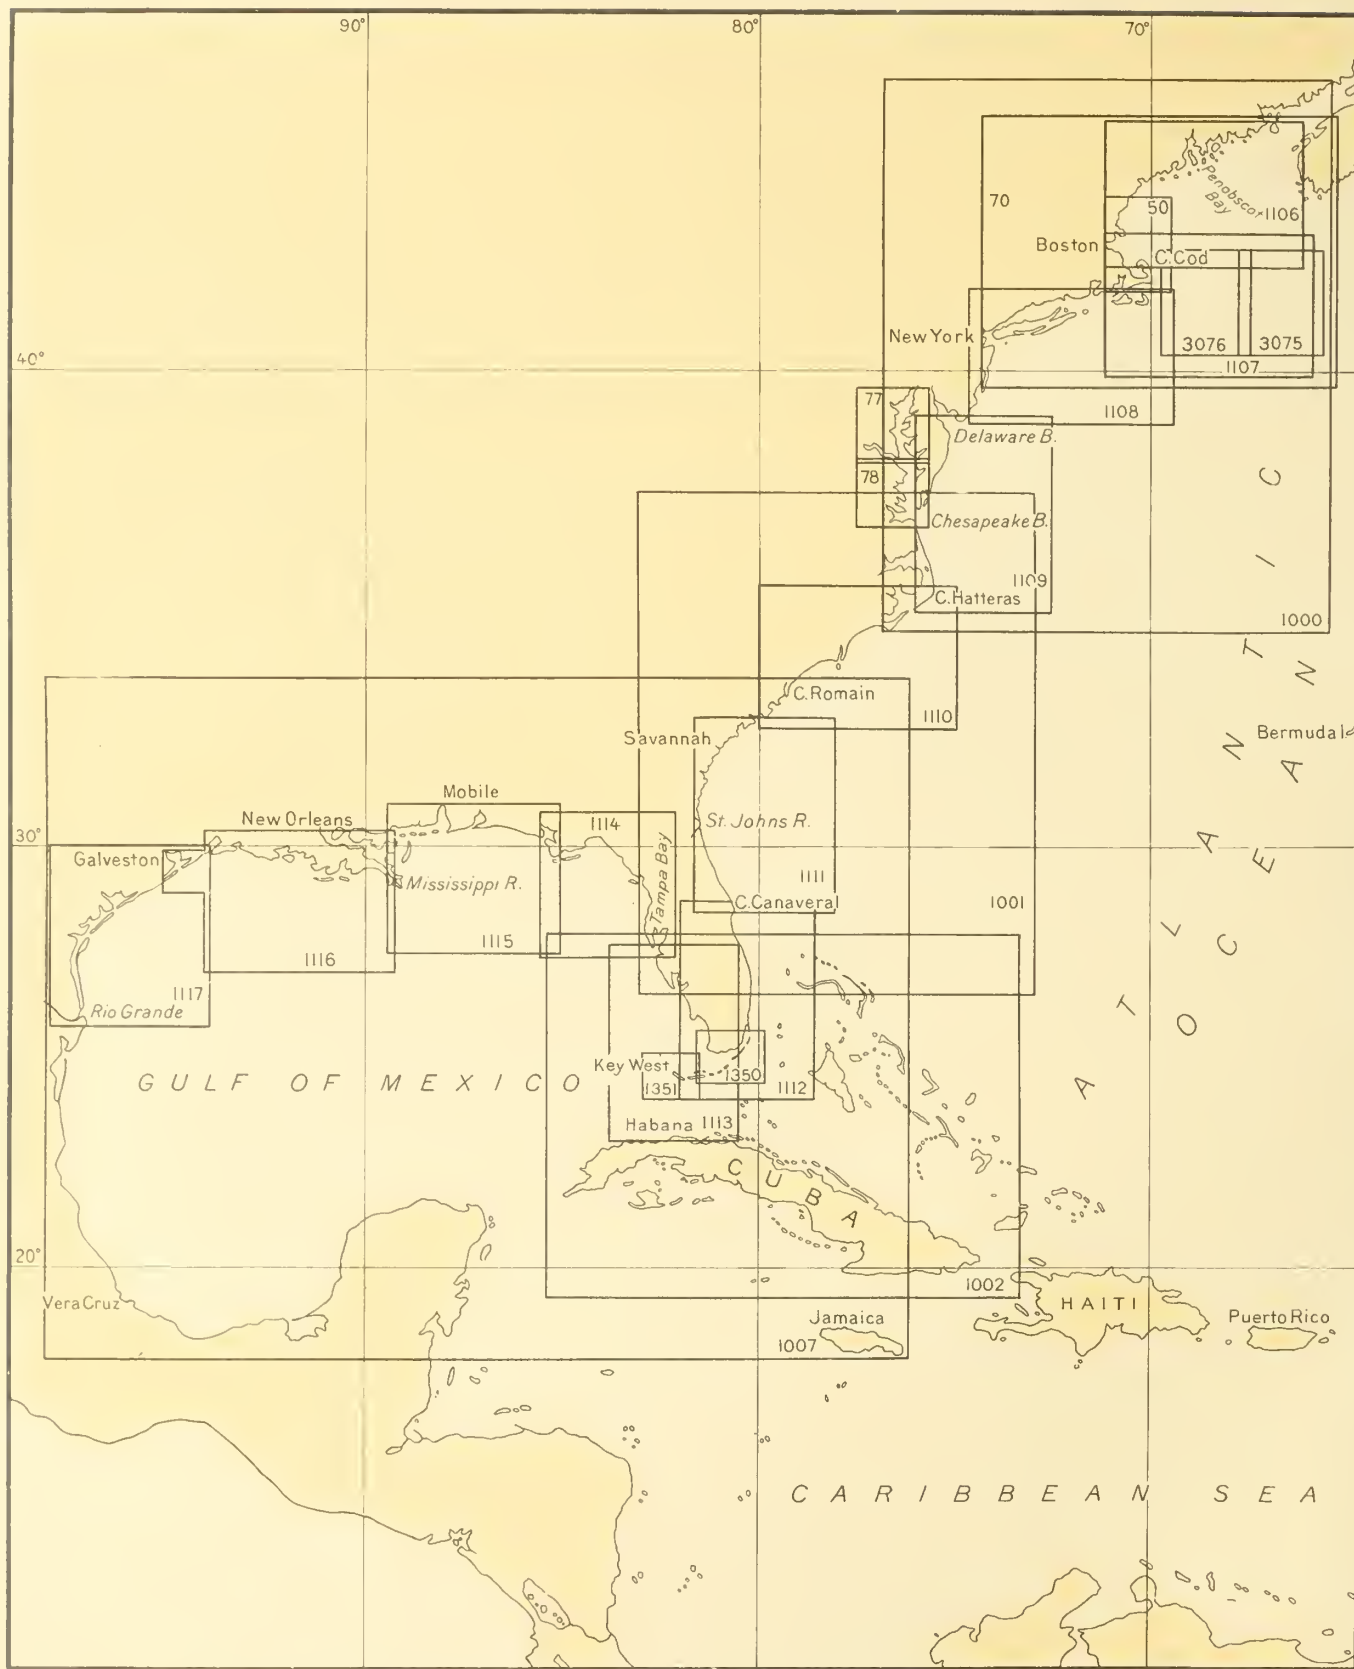 90°
80°
70°
70
50
Penobscot
Bay
1106
Boston
C. Cod
New York
3076
3075
40°
1107
77
1108
Delaware B.
78
Chesapeake B.
1109
C. Hatteras
1000
C. Romain
1110
Savannah
Bermuda I.
ATLANTIC
OCEAN
Mobile
New Orleans
1114
St. Johns R.
30°
Galveston
Mississippi R.
Tampa Bay
1111
C. Canaveral
1001
1115
1116
1117
Rio Grande
Key West
1350
1351
1112
GULF OF MEXICO
Habana
1113
CUBA
20°
1002
Vera Cruz
HAITI
Jamaica
Puerto Rico
1007
CARIBBEAN SEA